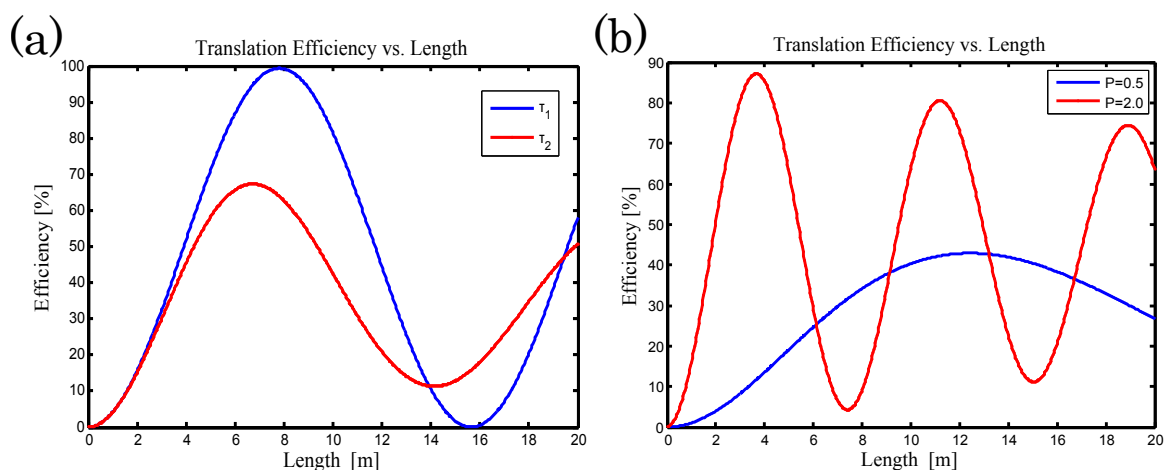 (a)
Translation Efficiency vs. Length
100
90
80
70
60
50
40
30
20
10
0
Efficiency [%]
τ1
τ2
0 2 4 6 8 10 12 14 16 18 20
Length [m]
(b)
Translation Efficiency vs. Length
90
80
70
60
50
40
30
20
10
0
Efficiency [%]
P=0.5
P=2.0
0 2 4 6 8 10 12 14 16 18 20
Length [m]